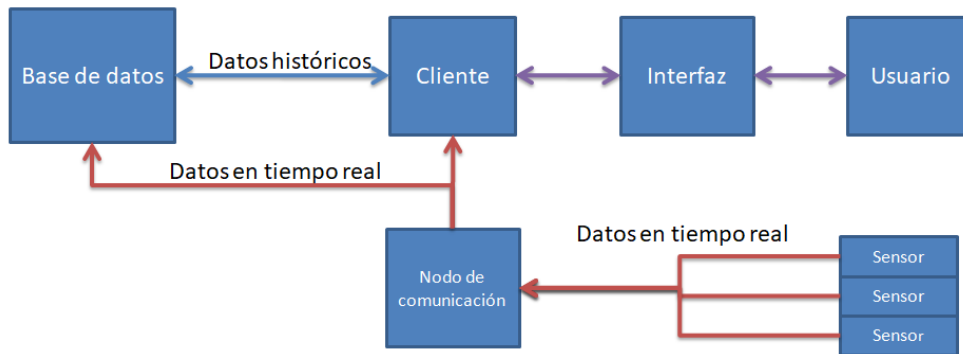 Base de datos
Datos históricos
Cliente
Interfaz
Usuario
Datos en tiempo real
Datos en tiempo real
Nodo de
comunicación
Sensor
Sensor
Sensor